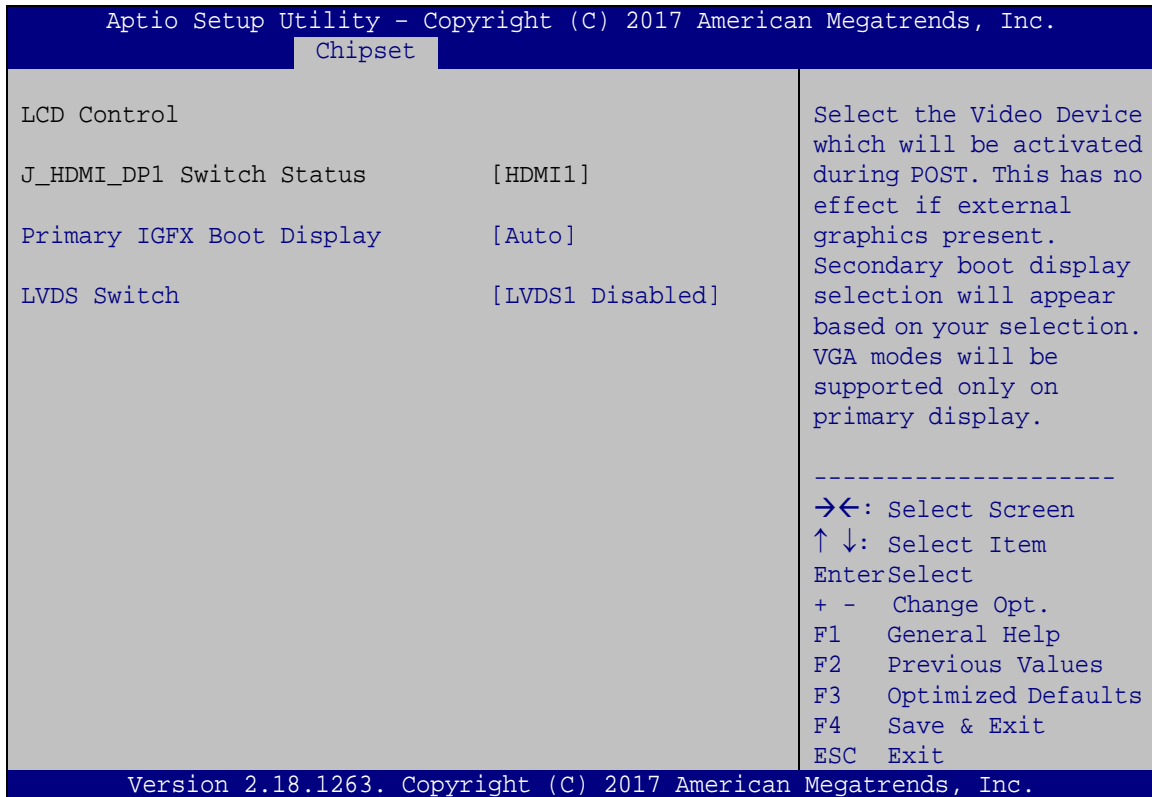 Aptio Setup Utility – Copyright (C) 2017 American Megatrends, Inc.
Chipset
LCD Control
J_HDMI_DP1 Switch Status [HDMI1]
Primary IGFX Boot Display [Auto]
LVDS Switch [LVDS1 Disabled]
Select the Video Device
which will be activated
during POST. This has no
effect if external
graphics present.
Secondary boot display
selection will appear
based on your selection.
VGA modes will be
supported only on
primary display.
---------------------
→←: Select Screen
↑ ↓: Select Item
EnterSelect
+ - Change Opt.
F1 General Help
F2 Previous Values
F3 Optimized Defaults
F4 Save & Exit
ESC Exit
Version 2.18.1263. Copyright (C) 2017 American Megatrends, Inc.